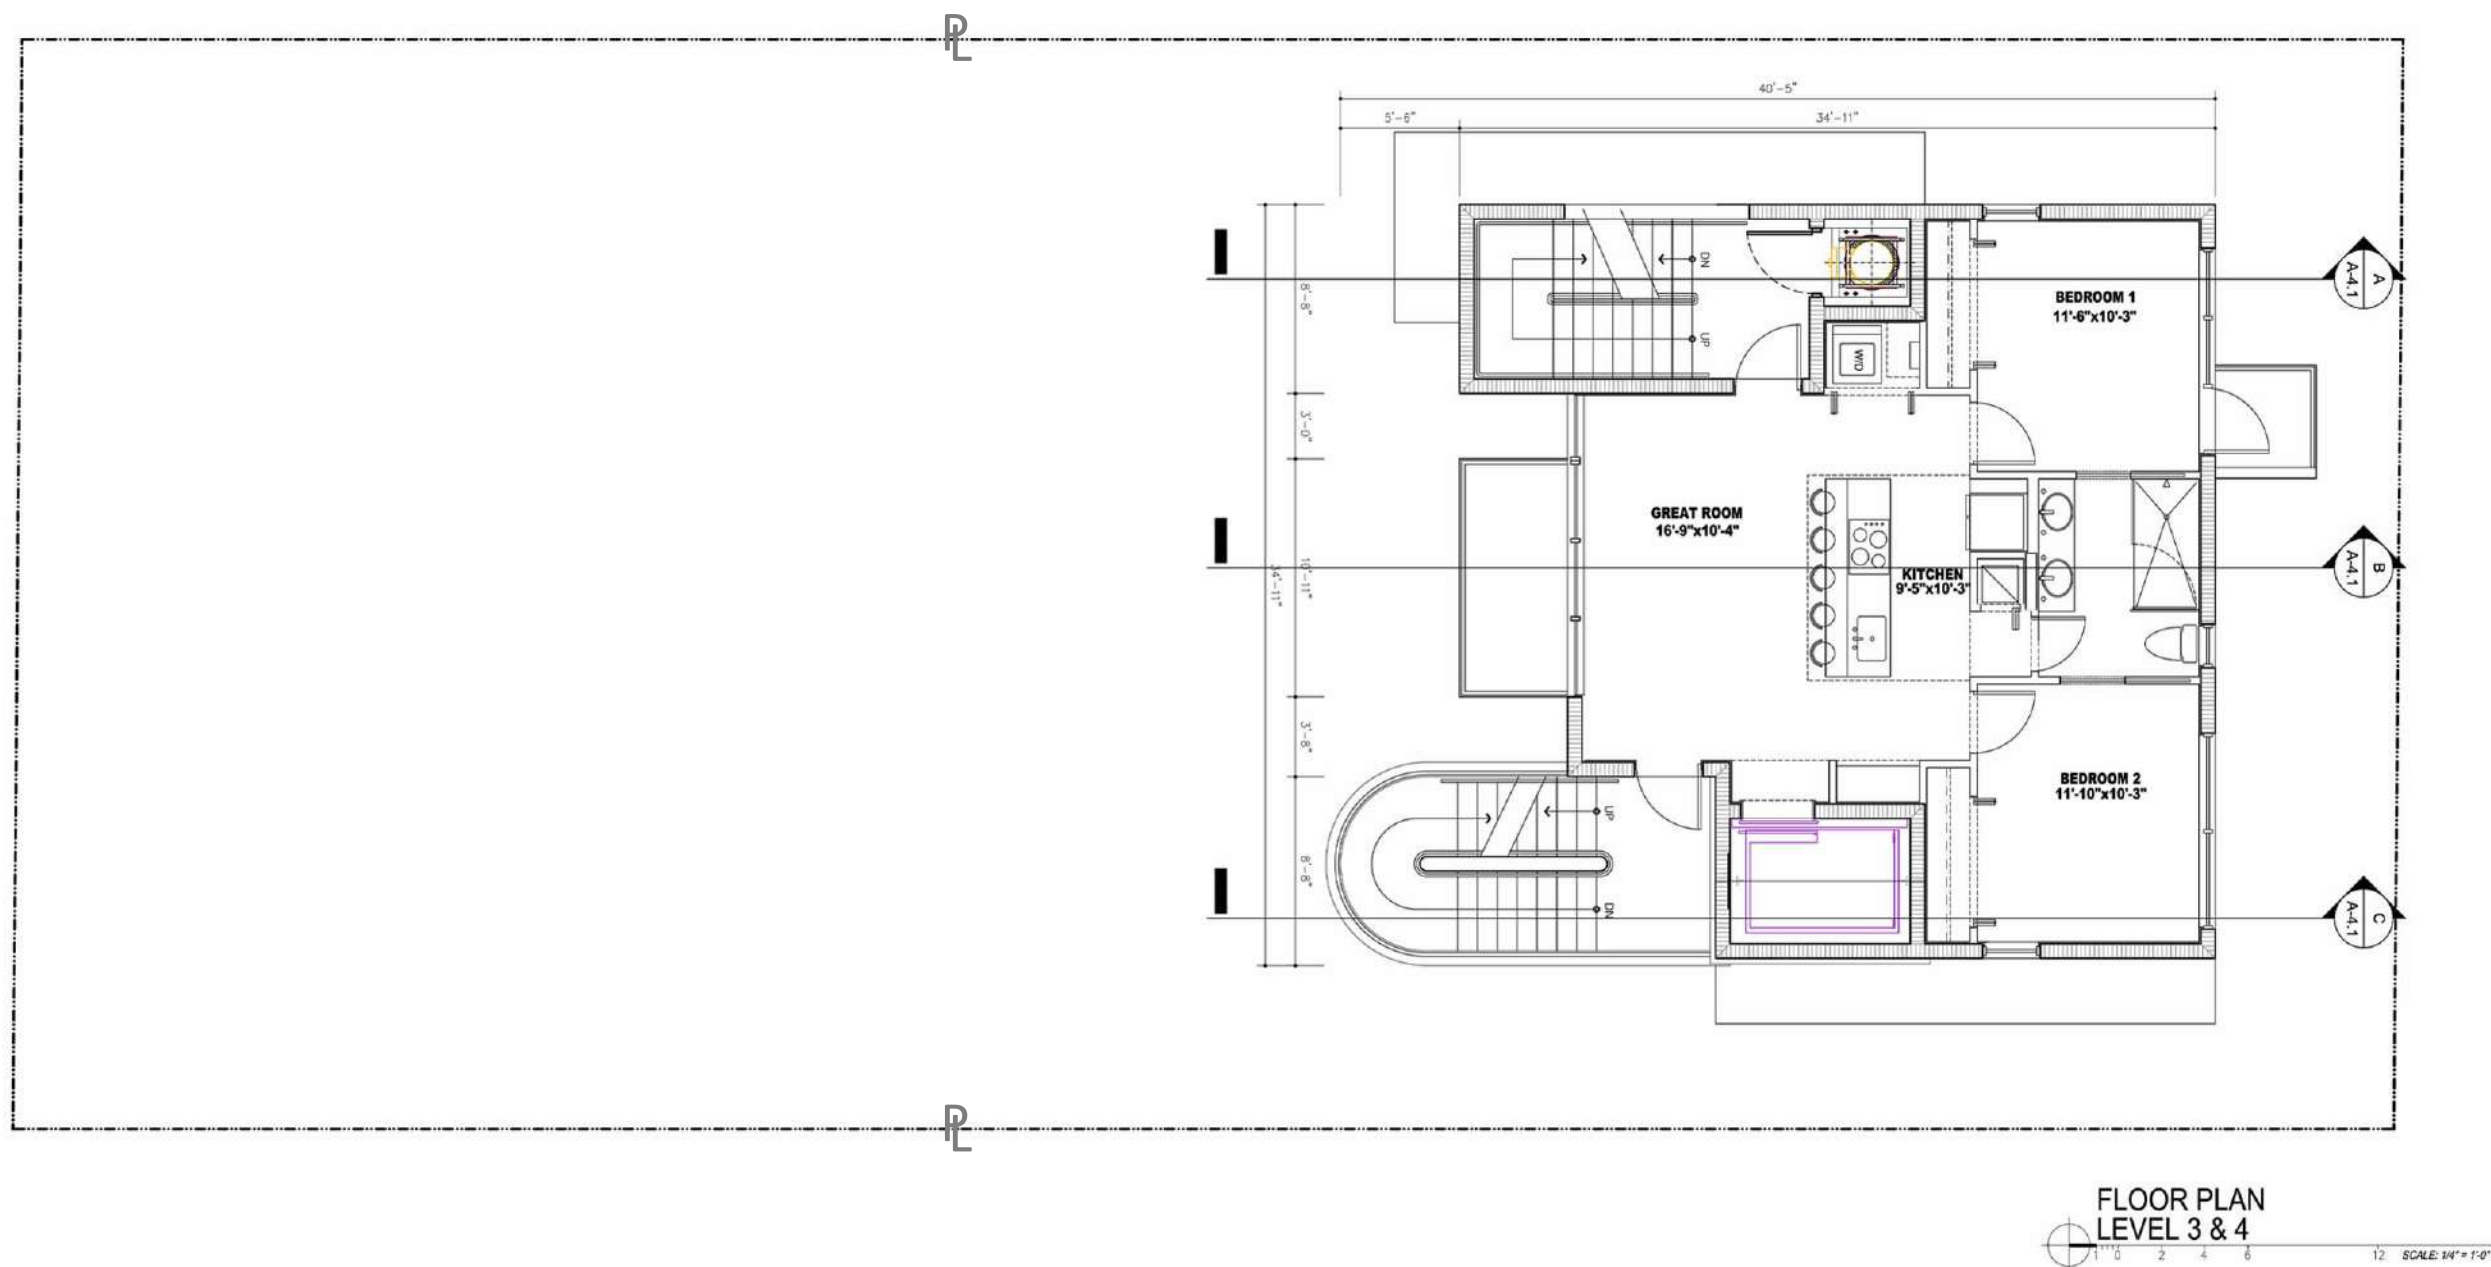 PL
40'-5"
5'-6"
34'-11"
8'-8"
DN
UP
W/D
BEDROOM 1
11'-6"x10'-3"
A
A-4.1
3'-0"
GREAT ROOM
16'-9"x10'-4"
KITCHEN
9'-5"x10'-3"
10'-11"
34'-11"
B
A-4.1
3'-8"
BEDROOM 2
11'-10"x10'-3"
UP
DN
8'-8"
C
A-4.1
PL
FLOOR PLAN
LEVEL 3 & 4
1 0 2 4 6 12 SCALE: 1/4" = 1'-0"